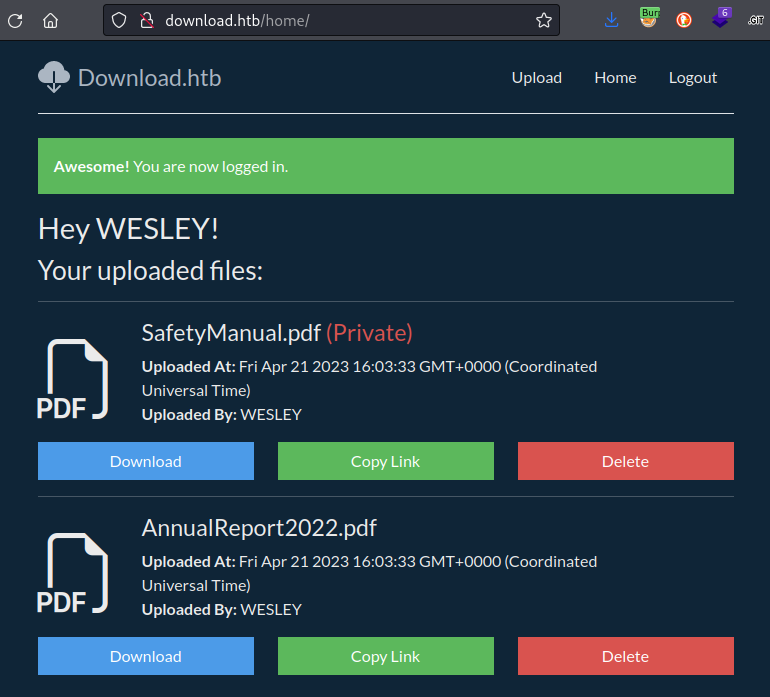 download.htb/home/
Bur
6
.GIT
Download.htb
Upload Home Logout
Awesome! You are now logged in.
Hey WESLEY!
Your uploaded files:
SafetyManual.pdf (Private)
Uploaded At: Fri Apr 21 2023 16:03:33 GMT+0000 (Coordinated
Universal Time)
Uploaded By: WESLEY
PDF
Download Copy Link Delete
AnnualReport2022.pdf
Uploaded At: Fri Apr 21 2023 16:03:33 GMT+0000 (Coordinated
Universal Time)
Uploaded By: WESLEY
PDF
Download Copy Link Delete